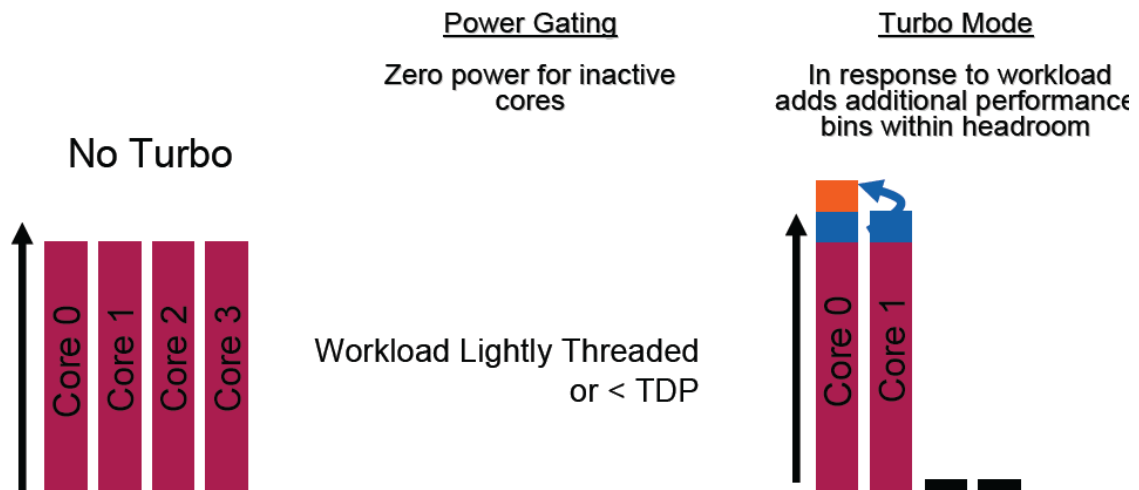 Power Gating
Zero power for inactive
cores
Turbo Mode
In response to workload
adds additional performance
bins within headroom
No Turbo
Core 0
Core 1
Core 2
Core 3
Workload Lightly Threaded
or < TDP
Core 0
Core 1